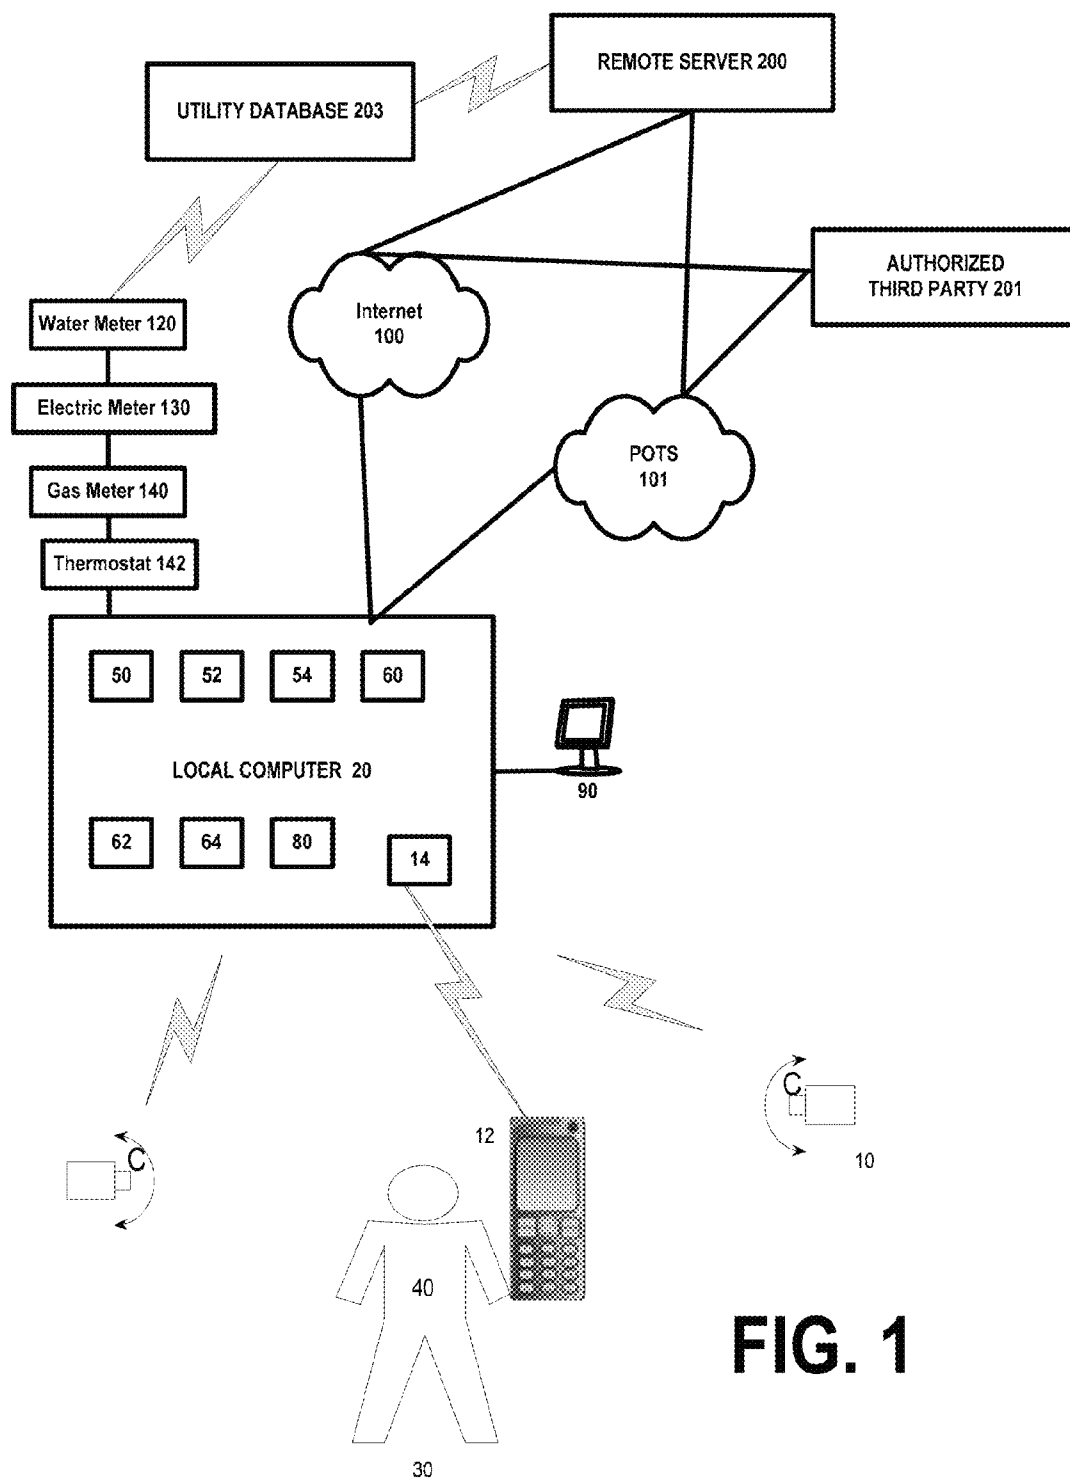 REMOTE SERVER 200
UTILITY DATABASE 203
AUTHORIZED
THIRD PARTY 201
Internet
100
Water Meter 120
Electric Meter 130
POTS
101
Gas Meter 140
Thermostat 142
50 52 54 60
LOCAL COMPUTER 20
90
62 64 80 14
C
10
12
C
40
FIG. 1
30